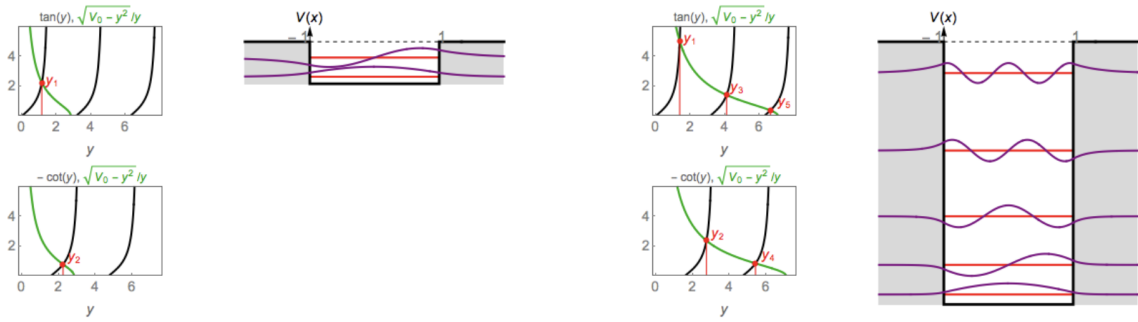 tan(y), √V₀ − y² /y
4
2
y₁
0 2 4 6
y
− cot(y), √V₀ − y² /y
4
2
y₂
0 2 4 6
y
V(x)
− 1 1
tan(y), √V₀ − y² /y
4
2
y₁
y₃
y₅
0 2 4 6
y
− cot(y), √V₀ − y² /y
4
2
y₂
y₄
0 2 4 6
y
V(x)
− 1 1